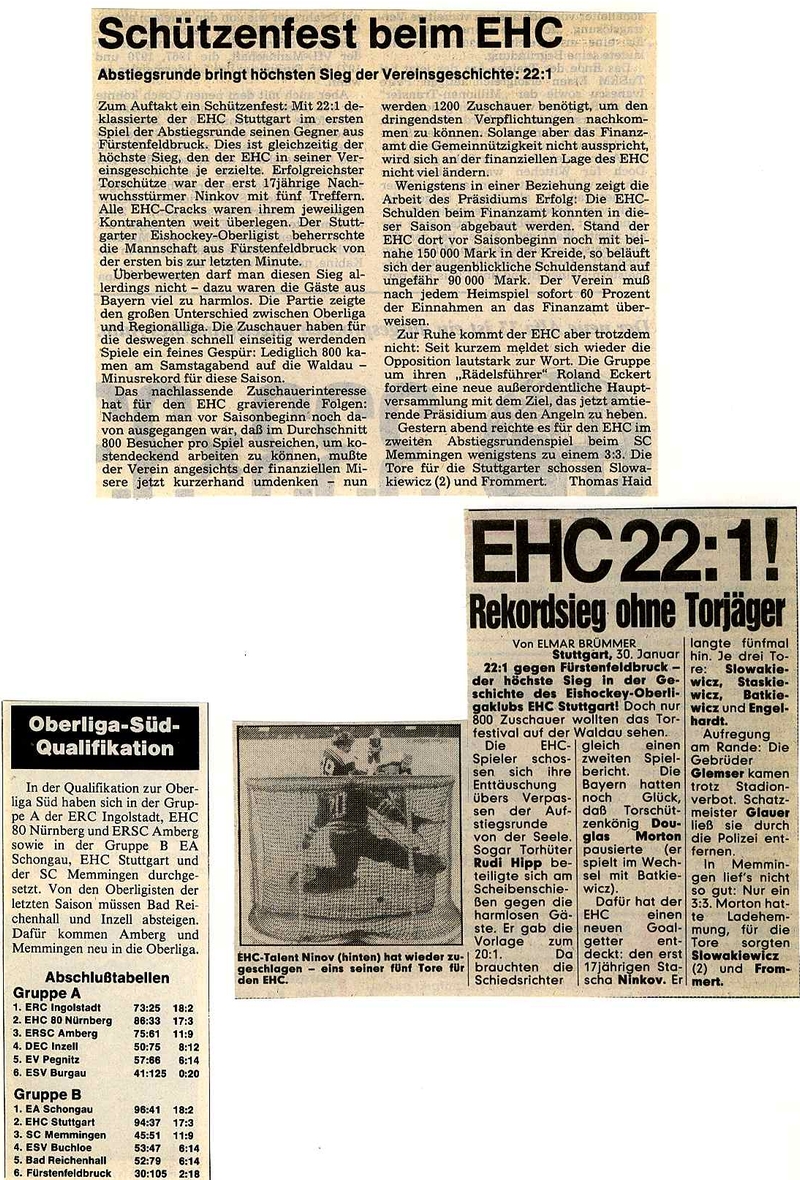 Schützenfest beim EHC
Abstiegsrunde bringt höchsten Sieg der Vereinsgeschichte: 22:1
Zum Auftakt ein Schützenfest: Mit 22:1 de-
klassierte der EHC Stuttgart im ersten
Spiel der Abstiegsrunde seinen Gegner aus
Fürstenfeldbruck. Dies ist gleichzeitig der
höchste Sieg, den der EHC in seiner Ver-
einsgeschichte je erzielte. Erfolgreichster
Torschütze war der erst 17jährige Nach-
wuchsstürmer Ninkov mit fünf Treffern.
Alle EHC-Cracks waren ihrem jeweiligen
Kontrahenten weit überlegen. Der Stutt-
garter Eishockey-Oberligist beherrschte
die Mannschaft aus Fürstenfeldbruck von
der ersten bis zur letzten Minute.
Überbewerten darf man diesen Sieg al-
lerdings nicht – dazu waren die Gäste aus
Bayern viel zu harmlos. Die Partie zeigte
den großen Unterschied zwischen Oberliga
und Regionalliga. Die Zuschauer haben für
die deswegen schnell einseitig werdenden
Spiele ein feines Gespür: Lediglich 800 ka-
men am Samstagabend auf die Waldau –
Minusrekord für diese Saison.
Das nachlassende Zuschauerinteresse
hat für den EHC gravierende Folgen:
Nachdem man vor Saisonbeginn noch da-
von ausgegangen war, daß im Durchschnitt
800 Besucher pro Spiel ausreichen, um ko-
stendeckend arbeiten zu können, mußte
der Verein angesichts der finanziellen Mi-
sere jetzt kurzerhand umdenken – nun
werden 1200 Zuschauer benötigt, um den
dringendsten Verpflichtungen nachkom-
men zu können. Solange aber das Finanz-
amt die Gemeinnützigkeit nicht ausspricht,
wird sich an der finanziellen Lage des EHC
nicht viel ändern.
Wenigstens in einer Beziehung zeigt die
Arbeit des Präsidiums Erfolg: Die EHC-
Schulden beim Finanzamt konnten in die-
ser Saison abgebaut werden. Stand der
EHC dort vor Saisonbeginn noch mit bei-
nahe 150 000 Mark in der Kreide, so beläuft
sich der augenblickliche Schuldenstand auf
ungefähr 90 000 Mark. Der Verein muß
nach jedem Heimspiel sofort 60 Prozent
der Einnahmen an das Finanzamt über-
weisen.
Zur Ruhe kommt der EHC aber trotzdem
nicht: Seit kurzem meldet sich wieder die
Opposition lautstark zur Wort. Die Gruppe
um ihren „Rädelsführer" Roland Eckert
fordert eine neue außerordentliche Haupt-
versammlung mit dem Ziel, das jetzt amtie-
rende Präsidium aus den Angeln zu heben.
Gestern abend reichte es für den EHC im
zweiten Abstiegsrundenspiel beim SC
Memmingen wenigstens zu einem 3:3. Die
Tore für die Stuttgarter schossen Slowa-
kiewicz (2) und Frommert. Thomas Haid
EHC 22:1!
Rekordsieg ohne Torjäger
Von ELMAR BRÜMMER
Stuttgart, 30. Januar
22:1 gegen Fürstenfeldbruck –
der höchste Sieg in der Ge-
schichte des Eishockey-Oberli-
gaklubs EHC Stuttgart! Doch nur
800 Zuschauer wollten das Tor-
festival auf der Waldau sehen.
Die EHC-
Spieler schos-
sen sich ihre
Enttäuschung
übers Verpas-
sen der Auf-
stiegsrunde
von der Seele.
Sogar Torhüter
Rudi Hipp be-
teiligte sich am
Scheibenschie-
ßen gegen die
harmlosen Gä-
ste. Er gab die
Vorlage zum
20:1. Da
brauchten die
Schiedsrichter
gleich einen
zweiten Spiel-
bericht. Die
Bayern hatten
noch Glück,
daß Torschüt-
zenkönig Dou-
glas Morton
pausierte (er
spielt im Wech-
sel mit Batkie-
wicz).
Dafür hat der
EHC einen
neuen Goal-
getter ent-
deckt: den erst
17jährigen Sta-
scha Ninkov. Er
langte fünfmal
hin. Je drei To-
re: Slowakie-
wicz, Staskie-
wicz, Batkie-
wicz und Engel-
hardt.
Aufregung
am Rande: Die
Gebrüder
Glemser kamen
trotz Stadion-
verbot. Schatz-
meister Glauer
ließ sie durch
die Polizei ent-
fernen.
In Memmin-
gen lief's nicht
so gut: Nur ein
3:3. Morton hat-
te Ladehem-
mung, für die
Tore sorgten
Slowakiewicz
(2) und From-
mert.
EHC-Talent Ninov (hinten) hat wieder zu-
geschlagen – eins seiner fünf Tore für
den EHC.
Oberliga-Süd-
Qualifikation
In der Qualifikation zur Ober-
liga Süd haben sich in der Grup-
pe A der ERC Ingolstadt, EHC
80 Nürnberg und ERSC Amberg
sowie in der Gruppe B EA
Schongau, EHC Stuttgart und
der SC Memmingen durchge-
setzt. Von den Oberligisten der
letzten Saison müssen Bad Rei-
chenhall und Inzell absteigen.
Dafür kommen Amberg und
Memmingen neu in die Oberliga.
Abschlußtabellen
Gruppe A
1. ERC Ingolstadt 73:25 18:2
2. EHC 80 Nürnberg 86:33 17:3
3. ERSC Amberg 75:61 11:9
4. DEC Inzell 50:75 8:12
5. EV Pegnitz 57:66 6:14
6. ESV Burgau 41:125 0:20
Gruppe B
1. EA Schongau 96:41 18:2
2. EHC Stuttgart 94:37 17:3
3. SC Memmingen 45:51 11:9
4. ESV Buchloe 53:47 6:14
5. Bad Reichenhall 52:79 6:14
6. Fürstenfeldbruck 30:105 2:18